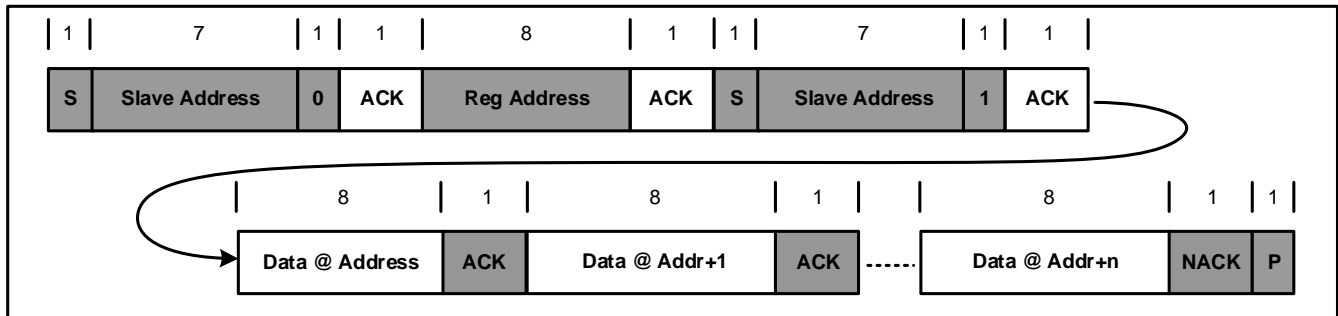 1 7 1 1 8 1 1 7 1 1
S Slave Address 0 ACK Reg Address ACK S Slave Address 1 ACK
8 1 8 1 8 1 1
Data @ Address ACK Data @ Addr+1 ACK Data @ Addr+n NACK P